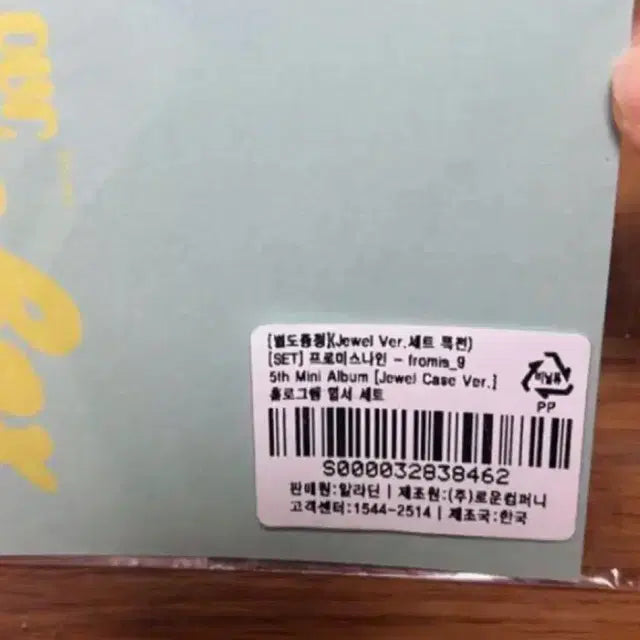 [별도증정](Jewel Ver.세트 특전)
[SET] 프로미스나인 - fromis_9
5th Mini Album [Jewel Case Ver.]
홀로그램 엽서 세트
비닐류
PP
S000032838462
판매원:알라딘 | 제조원:(주)로운컴퍼니
고객센터:1544-2514 | 제조국:한국